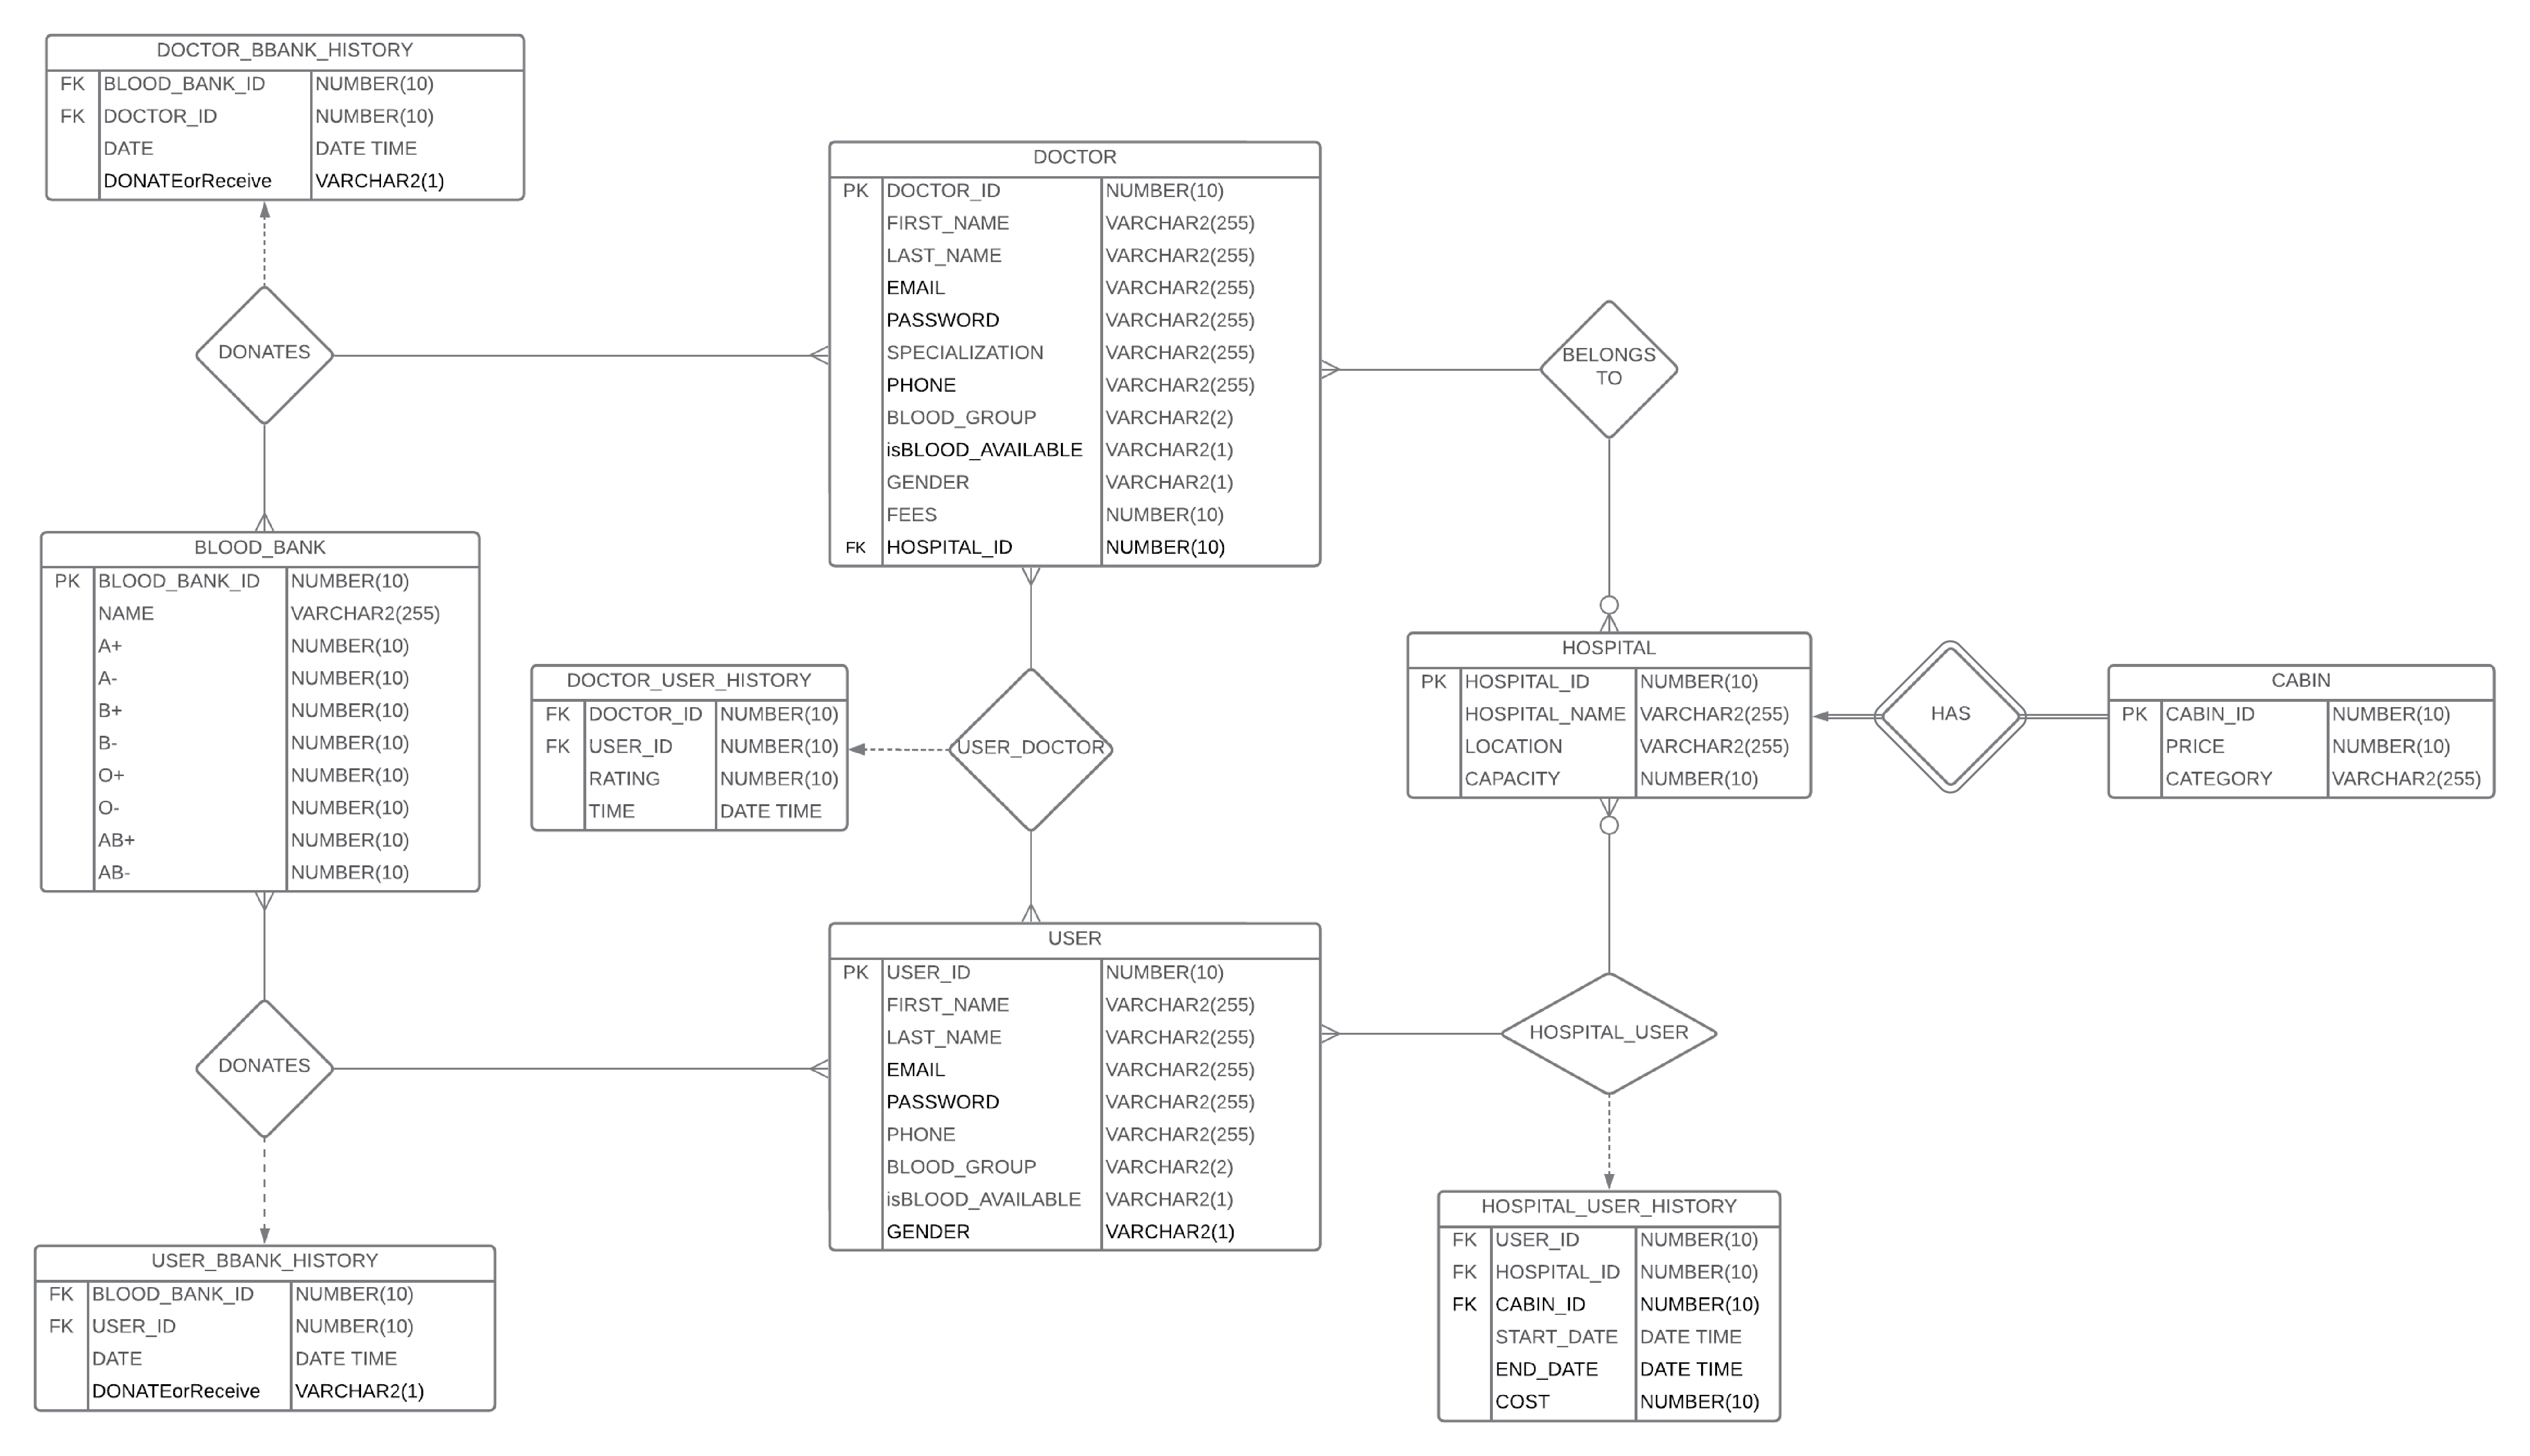 DOCTOR_BBANK_HISTORY
FK BLOOD_BANK_ID NUMBER(10)
FK DOCTOR_ID NUMBER(10)
DATE DATE TIME
DONATEorReceive VARCHAR2(1)
DONATES
DOCTOR
PK DOCTOR_ID NUMBER(10)
FIRST_NAME VARCHAR2(255)
LAST_NAME VARCHAR2(255)
EMAIL VARCHAR2(255)
PASSWORD VARCHAR2(255)
SPECIALIZATION VARCHAR2(255)
PHONE VARCHAR2(255)
BLOOD_GROUP VARCHAR2(2)
isBLOOD_AVAILABLE VARCHAR2(1)
GENDER VARCHAR2(1)
FEES NUMBER(10)
FK HOSPITAL_ID NUMBER(10)
BELONGS
TO
BLOOD_BANK
PK BLOOD_BANK_ID NUMBER(10)
NAME VARCHAR2(255)
A+ NUMBER(10)
A- NUMBER(10)
B+ NUMBER(10)
B- NUMBER(10)
O+ NUMBER(10)
O- NUMBER(10)
AB+ NUMBER(10)
AB- NUMBER(10)
DOCTOR_USER_HISTORY
FK DOCTOR_ID NUMBER(10)
FK USER_ID NUMBER(10)
RATING NUMBER(10)
TIME DATE TIME
USER_DOCTOR
HOSPITAL
PK HOSPITAL_ID NUMBER(10)
HOSPITAL_NAME VARCHAR2(255)
LOCATION VARCHAR2(255)
CAPACITY NUMBER(10)
HAS
CABIN
PK CABIN_ID NUMBER(10)
PRICE NUMBER(10)
CATEGORY VARCHAR2(255)
DONATES
USER
PK USER_ID NUMBER(10)
FIRST_NAME VARCHAR2(255)
LAST_NAME VARCHAR2(255)
EMAIL VARCHAR2(255)
PASSWORD VARCHAR2(255)
PHONE VARCHAR2(255)
BLOOD_GROUP VARCHAR2(2)
isBLOOD_AVAILABLE VARCHAR2(1)
GENDER VARCHAR2(1)
HOSPITAL_USER
USER_BBANK_HISTORY
FK BLOOD_BANK_ID NUMBER(10)
FK USER_ID NUMBER(10)
DATE DATE TIME
DONATEorReceive VARCHAR2(1)
HOSPITAL_USER_HISTORY
FK USER_ID NUMBER(10)
FK HOSPITAL_ID NUMBER(10)
FK CABIN_ID NUMBER(10)
START_DATE DATE TIME
END_DATE DATE TIME
COST NUMBER(10)